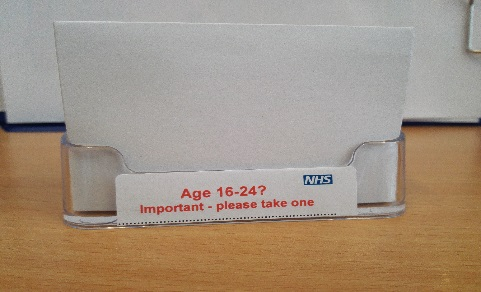 NHS
Age 16-24?
Important - please take one